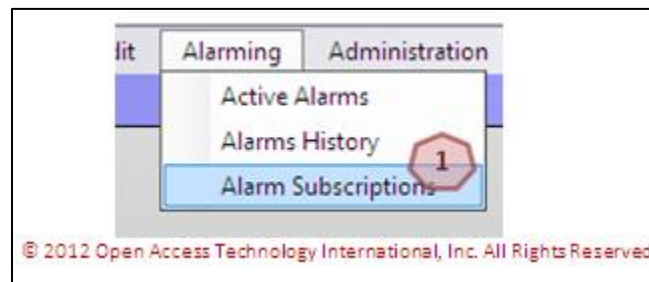 dit Alarming Administration
Active Alarms
Alarms History
1
Alarm Subscriptions
© 2012 Open Access Technology International, Inc. All Rights Reserved